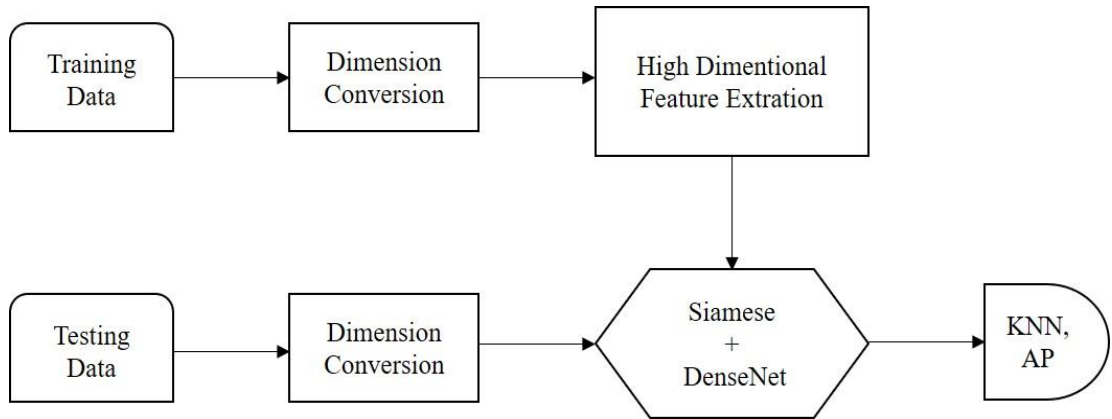 Training
Data
Dimension
Conversion
High Dimentional
Feature Extration
Testing
Data
Dimension
Conversion
Siamese
+
DenseNet
KNN,
AP